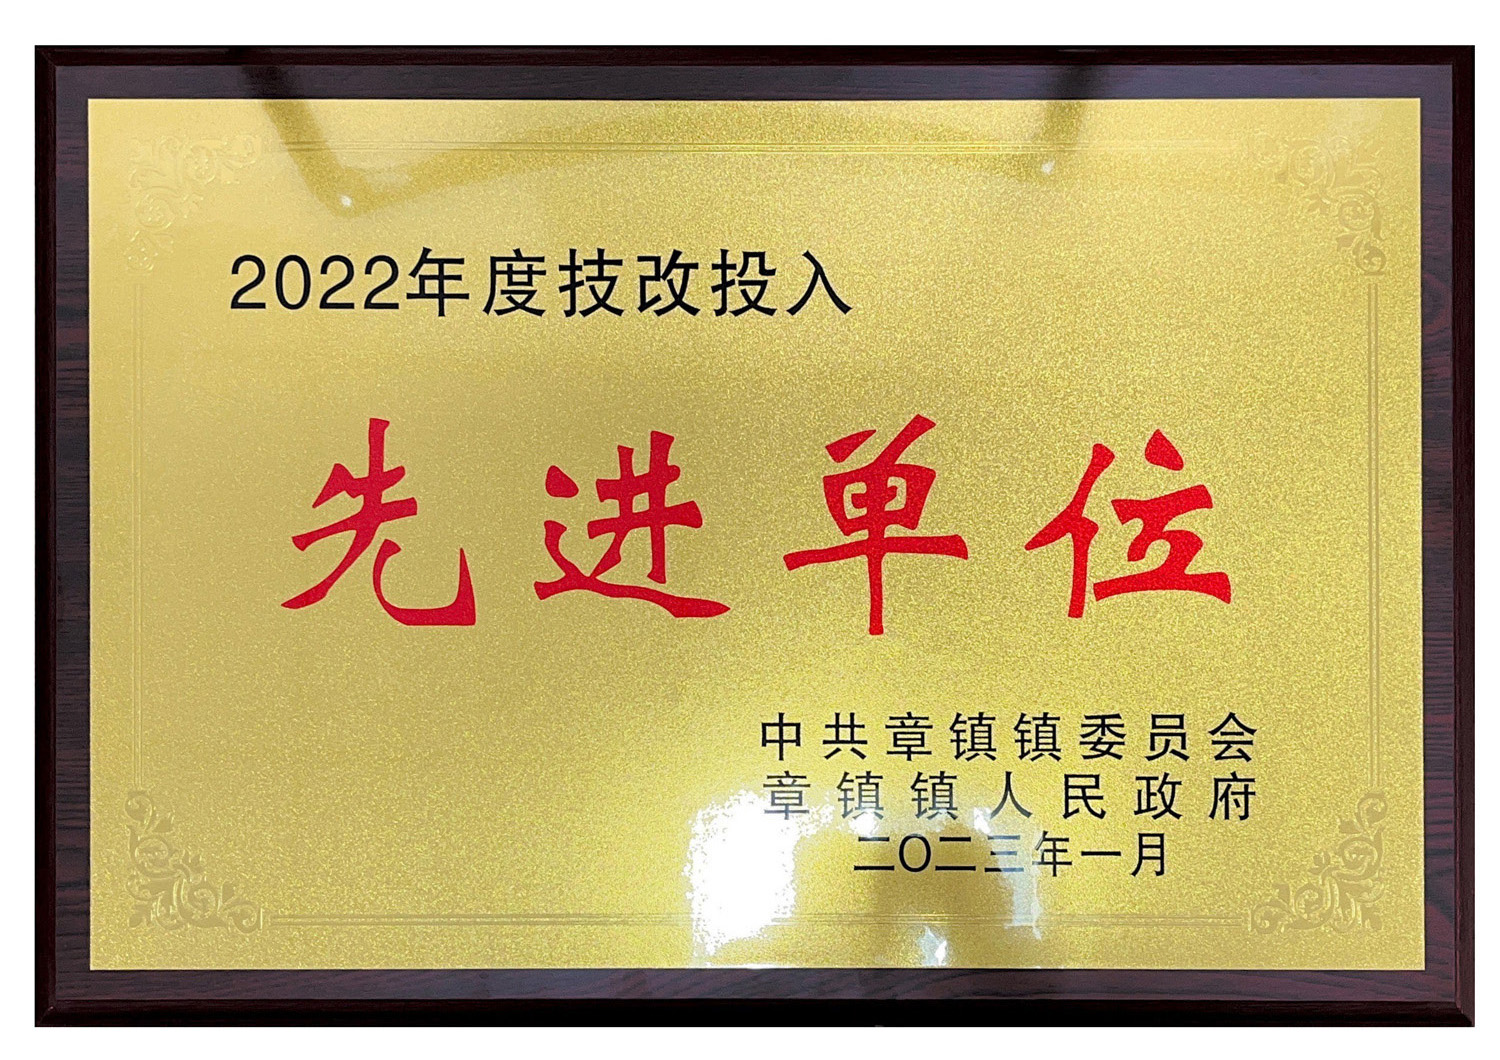 2022年度技改投入
先进单位
中共章镇镇委员会
章镇镇人民政府
二〇二三年一月